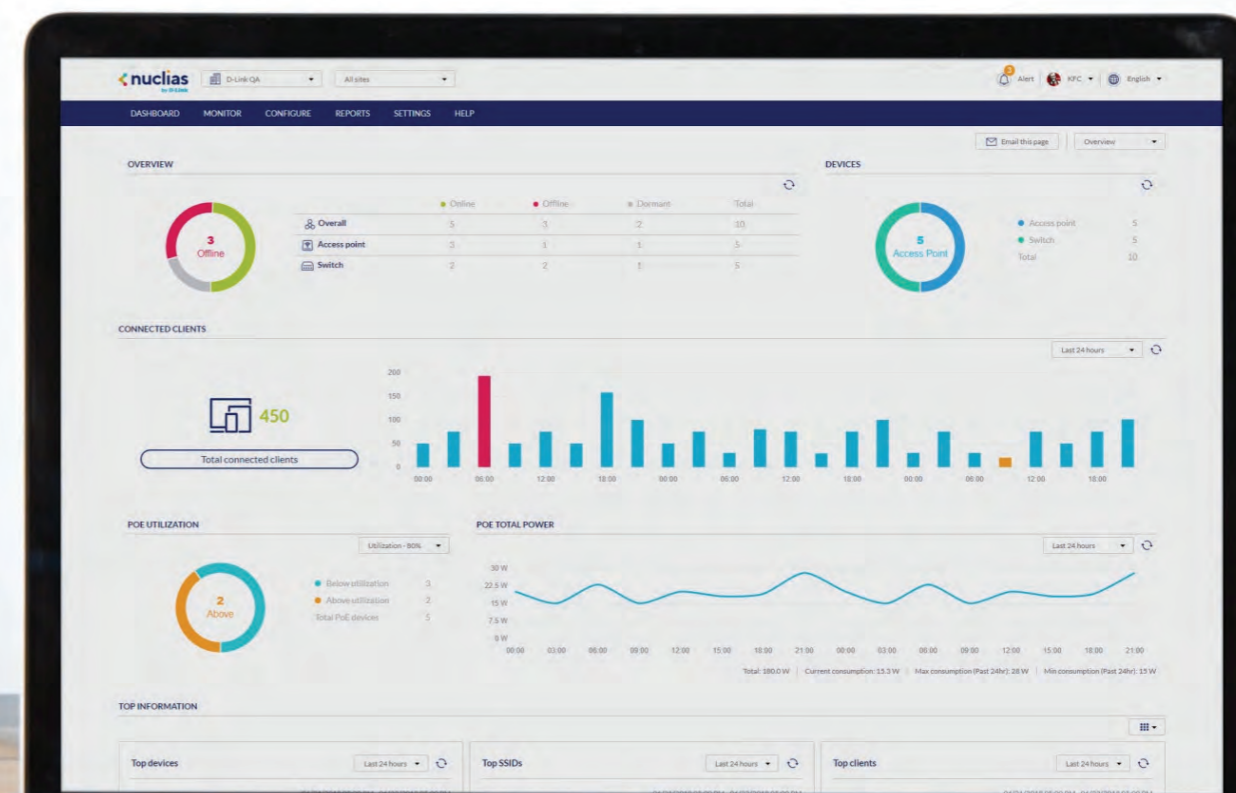 nuclias
by D-Link
D-Link QA
All sites
3
Alert
KPC
English
DASHBOARD MONITOR CONFIGURE REPORTS SETTINGS HELP
Email this page
Overview
OVERVIEW
Online Offline Dormant Total
Overall 5 3 2 10
Access point 3 1 1 5
Switch 2 2 1 5
3
Offline
DEVICES
5
Access Point
Access point 5
Switch 5
Total 10
CONNECTED CLIENTS
Last 24 hours
450
Total connected clients
200
150
100
50
0
00:00 06:00 12:00 18:00 00:00 06:00 12:00 18:00 00:00 06:00 12:00 18:00
POE UTILIZATION
Utilization - 80%
2
Above
Below utilization 3
Above utilization 2
Total PoE devices 5
POE TOTAL POWER
Last 24 hours
30 W
22.5 W
15 W
7.5 W
0 W
00:00 03:00 06:00 09:00 12:00 15:00 18:00 21:00 00:00 03:00 06:00 09:00 12:00 15:00 18:00 21:00
Total: 180.0 W Current consumption: 15.3 W Max consumption (Past 24hr): 28 W Min consumption (Past 24hr): 15 W
TOP INFORMATION
Top devices
Last 24 hours
Top SSIDs
Last 24 hours
Top clients
Last 24 hours